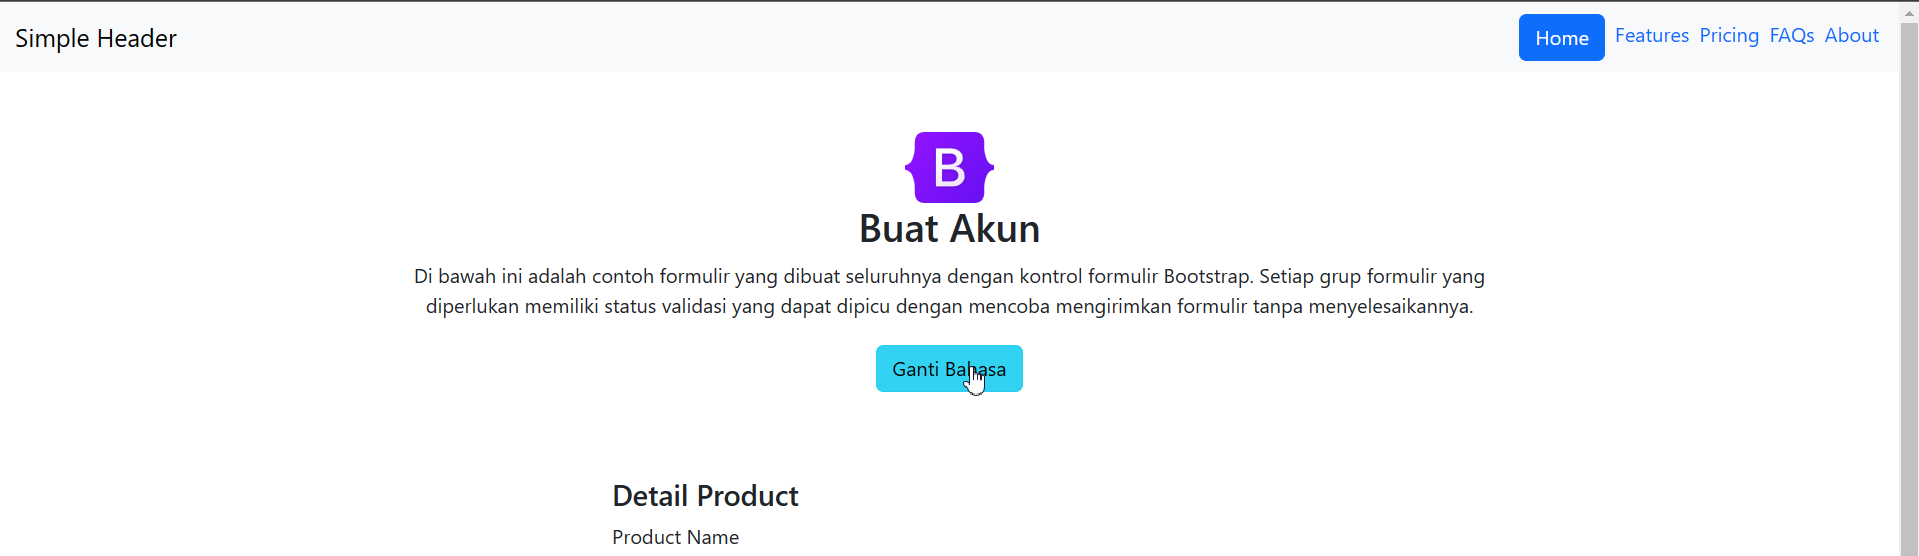 Simple Header
Home Features Pricing FAQs About
B
Buat Akun
Di bawah ini adalah contoh formulir yang dibuat seluruhnya dengan kontrol formulir Bootstrap. Setiap grup formulir yang
diperlukan memiliki status validasi yang dapat dipicu dengan mencoba mengirimkan formulir tanpa menyelesaikannya.
Ganti Bahasa
Detail Product
Product Name